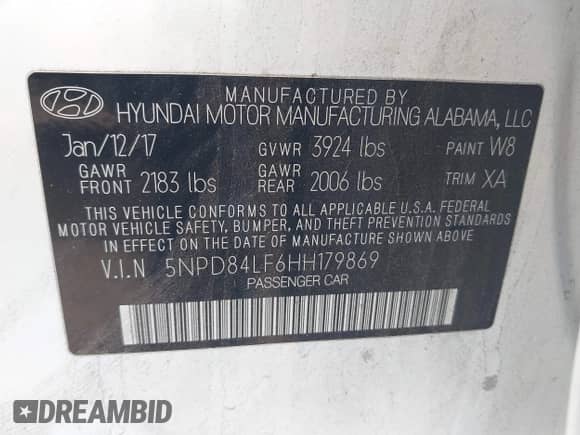 MANUFACTURED BY
HYUNDAI MOTOR MANUFACTURING ALABAMA, LLC
Jan/12/17 GVWR 3924 lbs PAINT W8
GAWR FRONT 2183 lbs GAWR REAR 2006 lbs TRIM XA
THIS VEHICLE CONFORMS TO ALL APPLICABLE U.S.A. FEDERAL
MOTOR VEHICLE SAFETY, BUMPER, AND THEFT PREVENTION STANDARDS
IN EFFECT ON THE DATE OF MANUFACTURE SHOWN ABOVE.
V.I.N 5NPD84LF6HH179869
PASSENGER CAR
DREAMBID